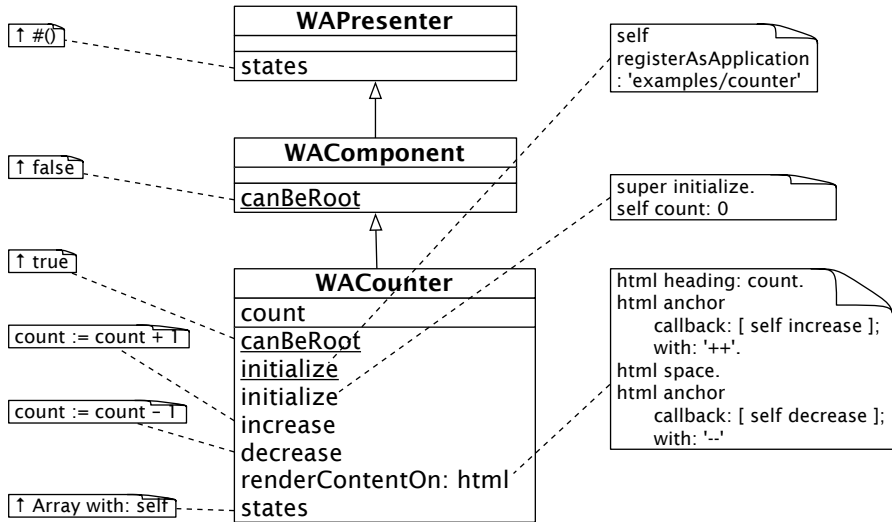 WAPresenter
states
↑ #()
self
registerAsApplication
: 'examples/counter'
WAComponent
canBeRoot
↑ false
super initialize.
self count: 0
WACounter
count
canBeRoot
initialize
initialize
increase
decrease
renderContentOn: html
states
↑ true
count := count + 1
count := count – 1
↑ Array with: self
html heading: count.
html anchor
callback: [ self increase ];
with: '++'.
html space.
html anchor
callback: [ self decrease ];
with: '--'